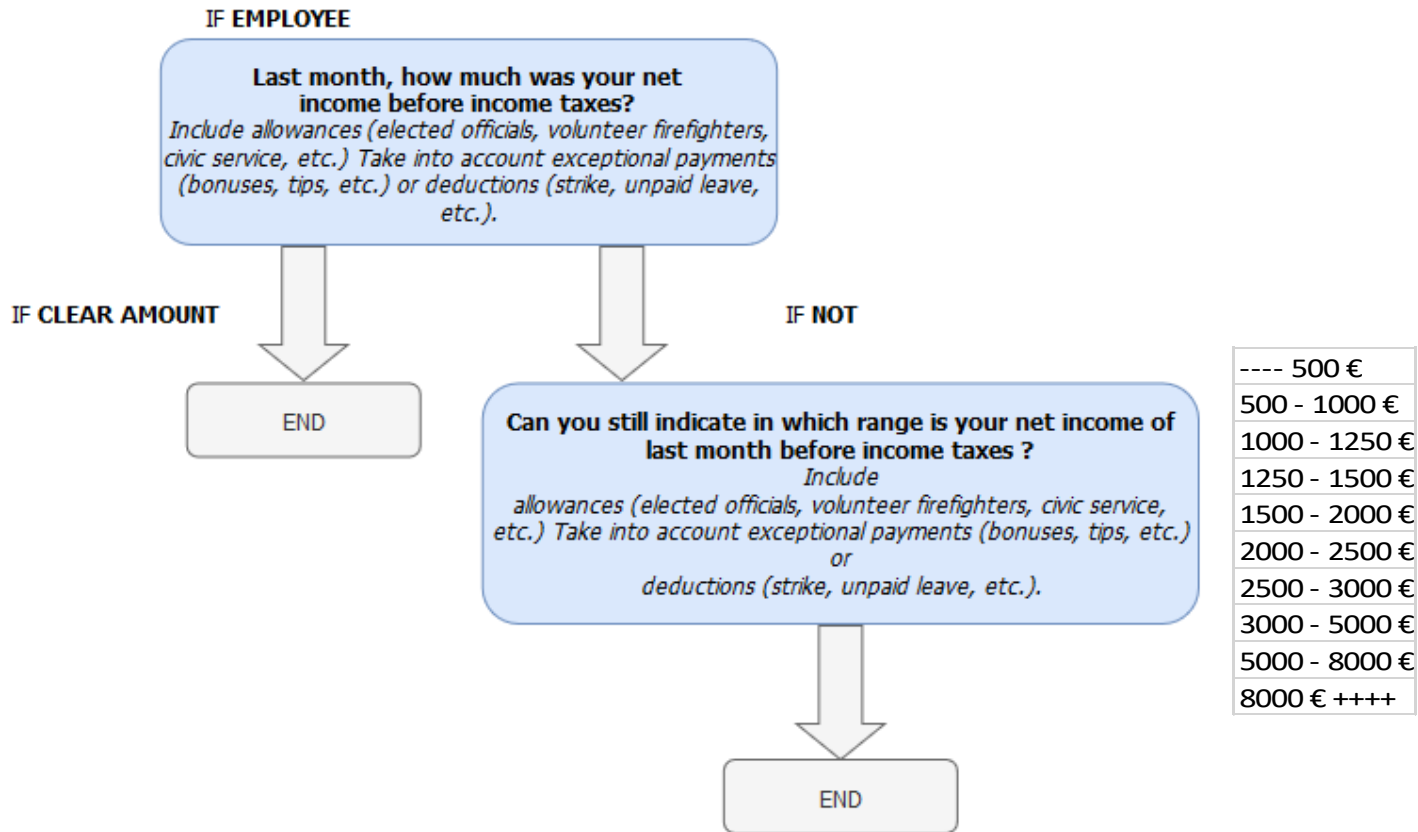 IF EMPLOYEE
Last month, how much was your net
income before income taxes?
Include allowances (elected officials, volunteer firefighters,
civic service, etc.) Take into account exceptional payments
(bonuses, tips, etc.) or deductions (strike, unpaid leave,
etc.).
IF CLEAR AMOUNT
IF NOT
END
Can you still indicate in which range is your net income of
last month before income taxes ?
Include
allowances (elected officials, volunteer firefighters, civic service,
etc.) Take into account exceptional payments (bonuses, tips, etc.)
or
deductions (strike, unpaid leave, etc.).
END
---- 500 €
500 - 1000 €
1000 - 1250 €
1250 - 1500 €
1500 - 2000 €
2000 - 2500 €
2500 - 3000 €
3000 - 5000 €
5000 - 8000 €
8000 € ++++